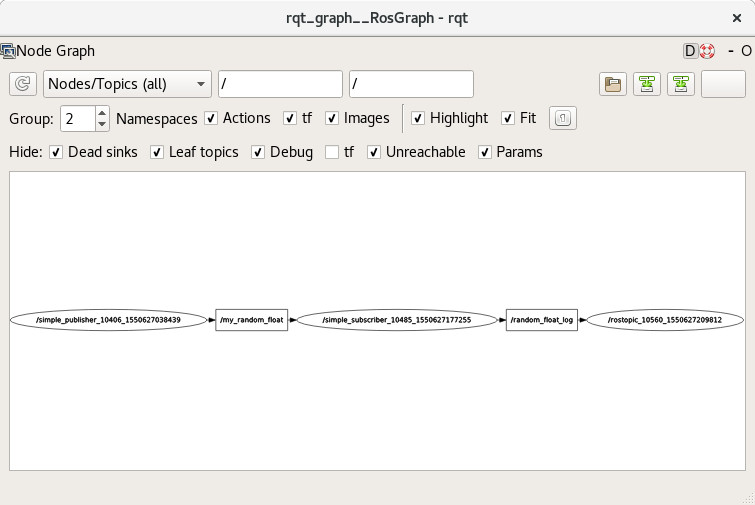 rqt_graph__RosGraph - rqt
Node Graph D - O
Nodes/Topics (all) / /
Group: 2 Namespaces Actions tf Images Highlight Fit
Hide: Dead sinks Leaf topics Debug tf Unreachable Params
/simple_publisher_10406_1550627038439 /my_random_float /simple_subscriber_10485_1550627177255 /random_float_log /rostopic_10560_1550627209812